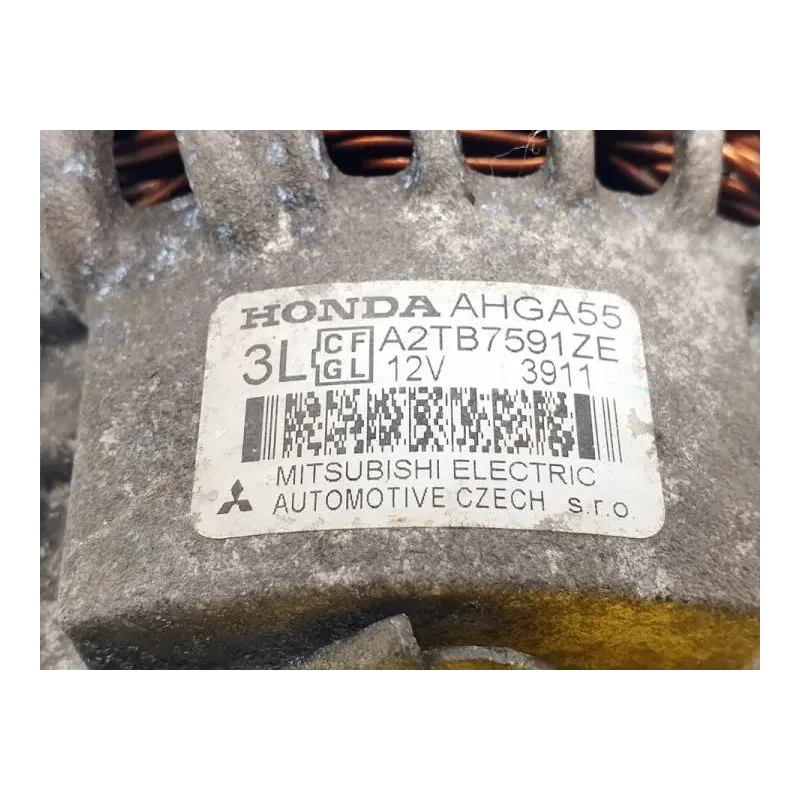 HONDA AHGA55
3L CF GL A2TB7591ZE
12V 3911
MITSUBISHI ELECTRIC
AUTOMOTIVE CZECH s.r.o.